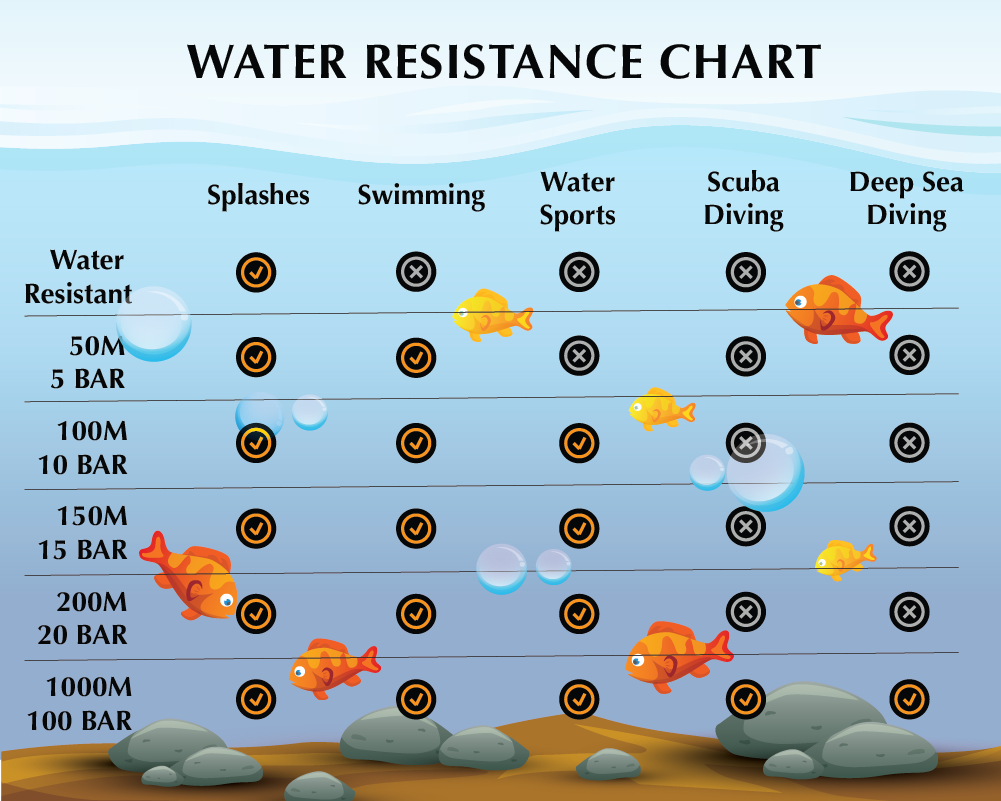 WATER RESISTANCE CHART
Splashes
Swimming
Water
Sports
Scuba
Diving
Deep Sea
Diving
Water
Resistant
50M
5 BAR
100M
10 BAR
150M
15 BAR
200M
20 BAR
1000M
100 BAR